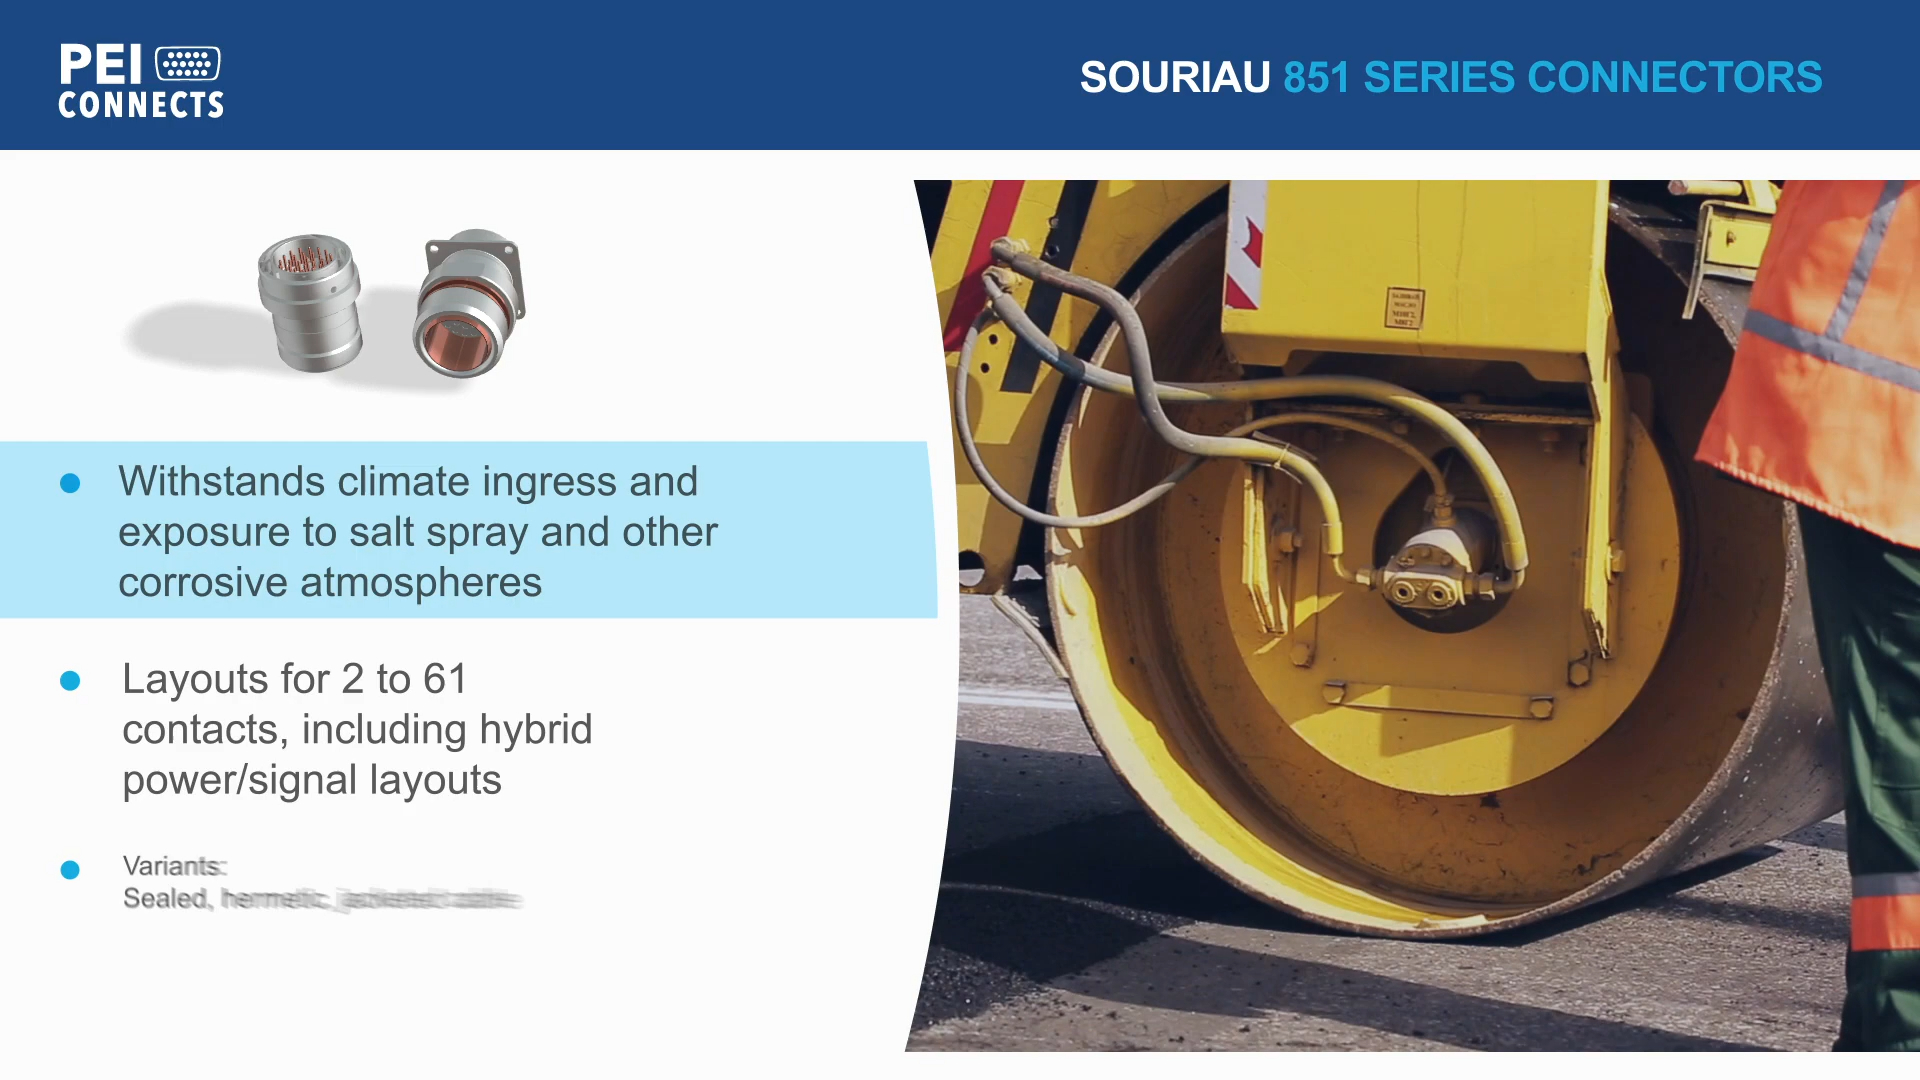 PEI
CONNECTS
SOURIAU 851 SERIES CONNECTORS
Withstands climate ingress and
exposure to salt spray and other
corrosive atmospheres
Layouts for 2 to 61
contacts, including hybrid
power/signal layouts
Variants:
Sealed, hermetic,